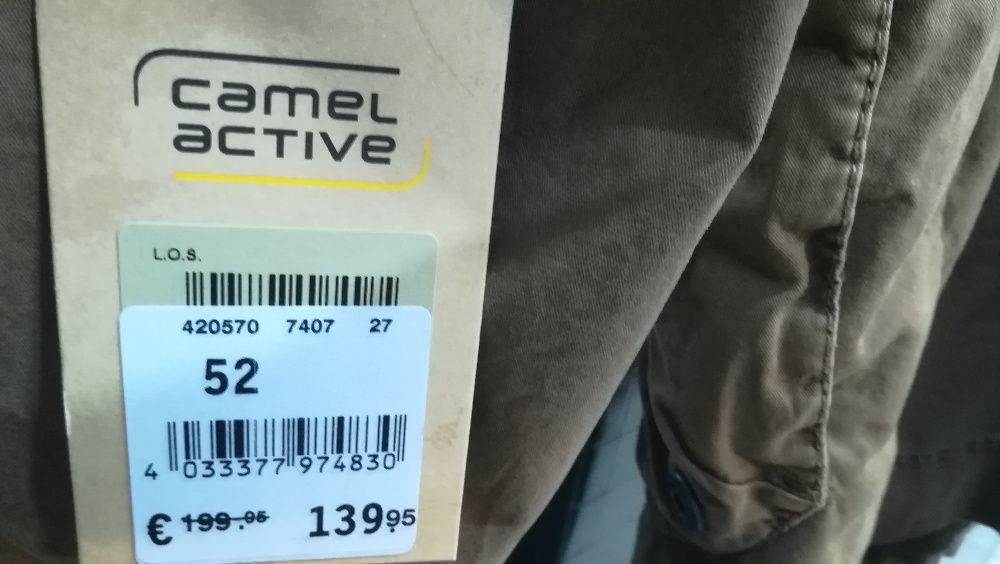 camel
active
L.O.S.
420570 7407 27
52
4 033377 974830
€ 199.95 139.95